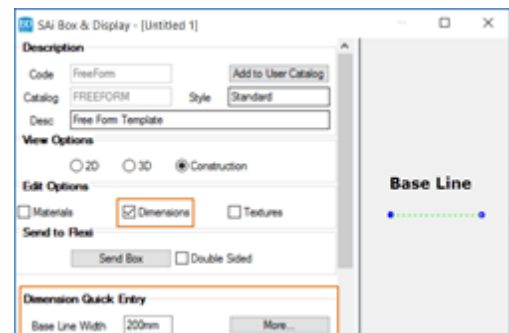 SD SAi Box & Display - [Untitled 1]
Description
Code FreeForm Add to User Catalog
Catalog FREEFORM Style Standard
Desc Free Form Template
View Options
2D 3D Construction
Edit Options
Base Line
Materials Dimensions Textures
Send to Flexi
Send Box Double Sided
Dimension Quick Entry
Base Line Width 200mm More...